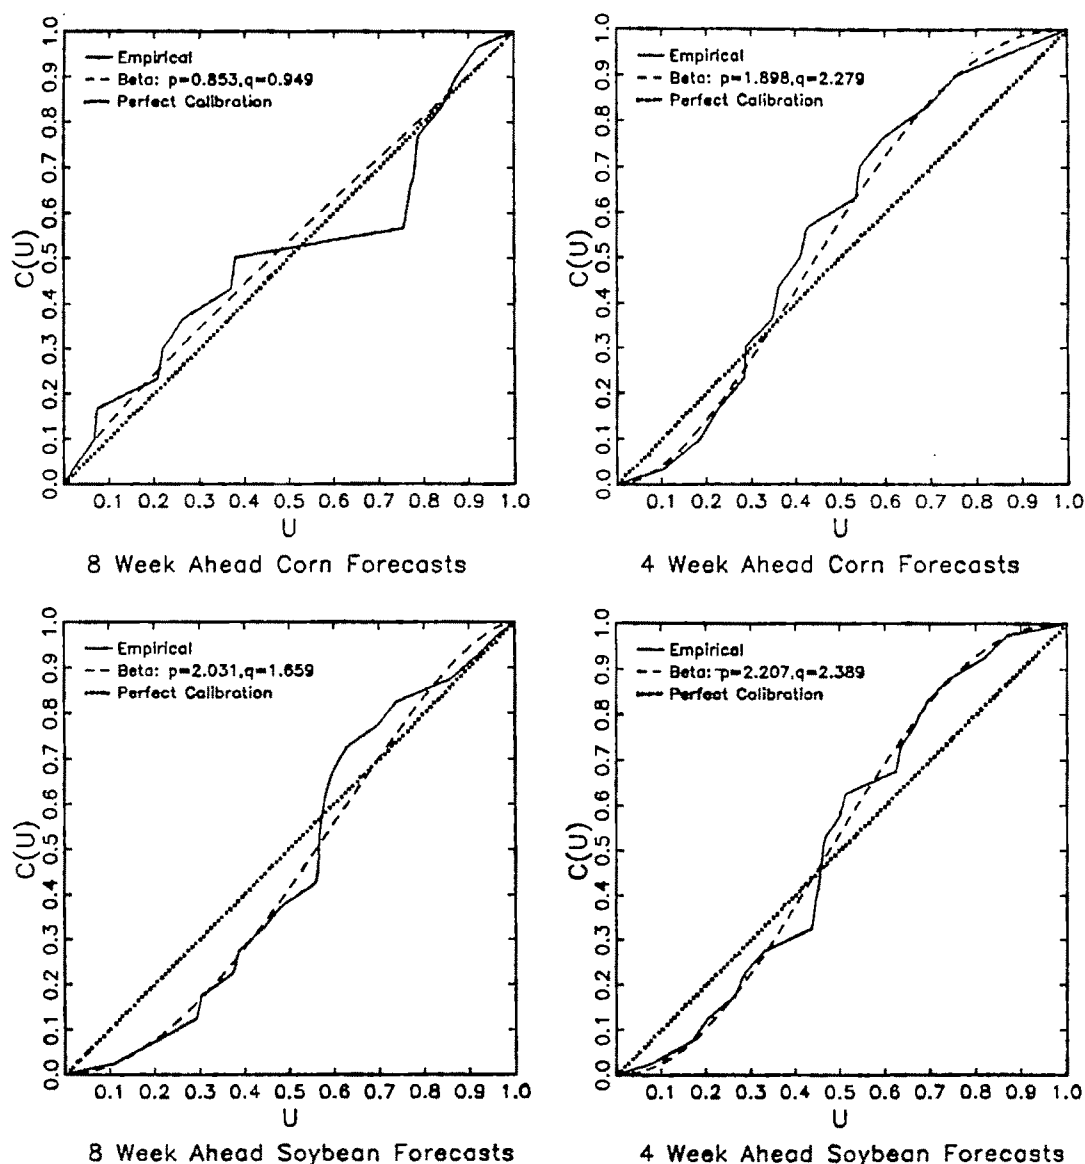 Empirical
Beta: p=0.853,q=0.949
Perfect Calibration
C(U)
0.0 0.1 0.2 0.3 0.4 0.5 0.6 0.7 0.8 0.9 1.0
0.1 0.2 0.3 0.4 0.5 0.6 0.7 0.8 0.9 1.0
U
8 Week Ahead Corn Forecasts
Empirical
Beta: p=1.898,q=2.279
Perfect Calibration
C(U)
0.0 0.1 0.2 0.3 0.4 0.5 0.6 0.7 0.8 0.9 1.0
0.1 0.2 0.3 0.4 0.5 0.6 0.7 0.8 0.9 1.0
U
4 Week Ahead Corn Forecasts
Empirical
Beta: p=2.031,q=1.659
Perfect Calibration
C(U)
0.0 0.1 0.2 0.3 0.4 0.5 0.6 0.7 0.8 0.9 1.0
0.1 0.2 0.3 0.4 0.5 0.6 0.7 0.8 0.9 1.0
U
8 Week Ahead Soybean Forecasts
Empirical
Beta: p=2.207,q=2.389
Perfect Calibration
C(U)
0.0 0.1 0.2 0.3 0.4 0.5 0.6 0.7 0.8 0.9 1.0
0.1 0.2 0.3 0.4 0.5 0.6 0.7 0.8 0.9 1.0
U
4 Week Ahead Soybean Forecasts